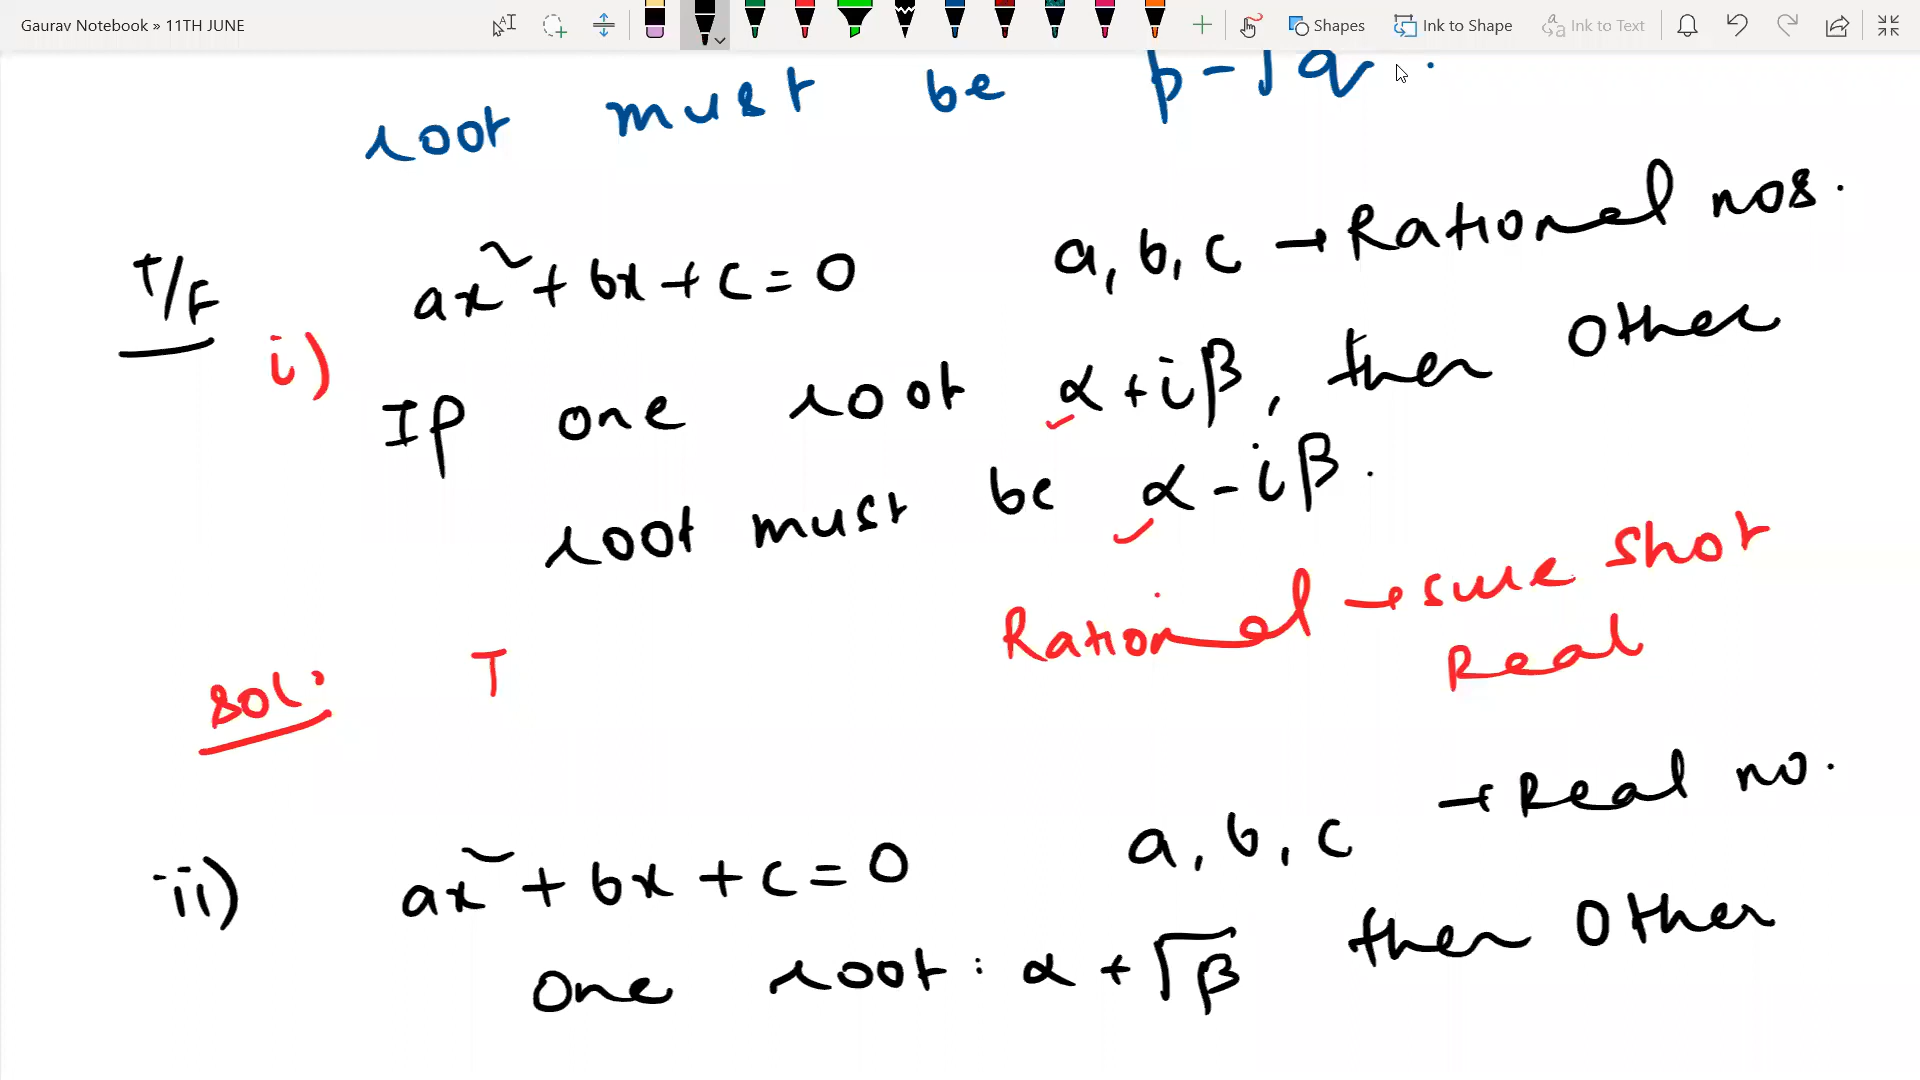 Gaurav Notebook » 11TH JUNE Shapes Ink to Shape Ink to Text
root must be p-√q.
T/F ax²+bx+c=0 a, b, c → Rational nos.
i) If one root α+iβ, then other
root must be α-iβ.
Rational → sure shot
Real
Sol: T
ii) ax²+bx+c=0 a, b, c → Real no.
One root: α+√β then other